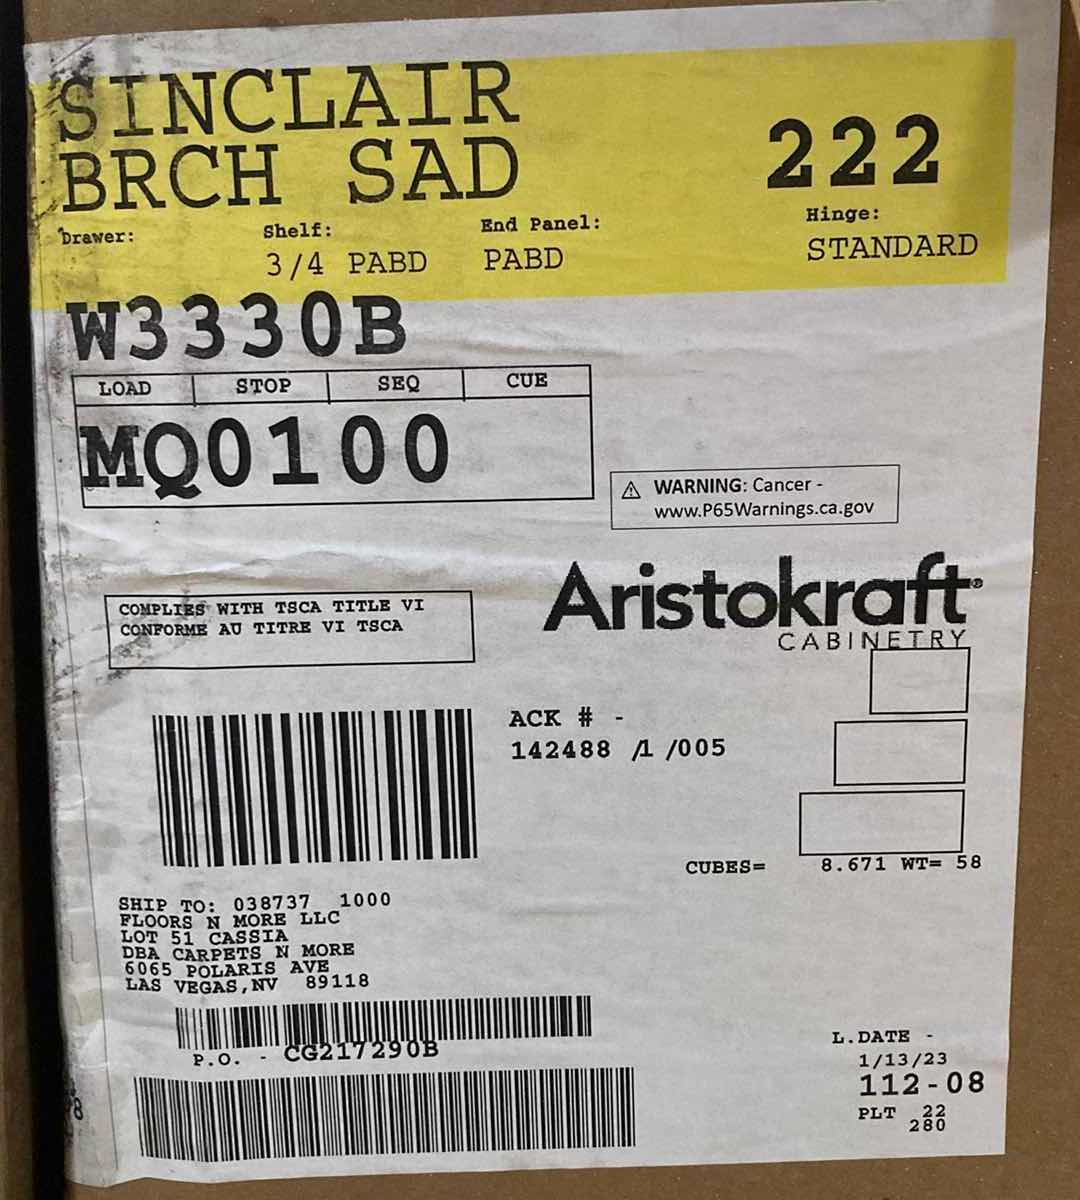 SINCLAIR
BRCH SAD
222
Drawer:
Shelf:
End Panel:
Hinge:
3/4 PABD
PABD
STANDARD
W3330B
LOAD STOP SEQ CUE
MQ0100
WARNING: Cancer -
www.P65Warnings.ca.gov
COMPLIES WITH TSCA TITLE VI
CONFORME AU TITRE VI TSCA
Aristokraft®
CABINETRY
ACK # -
142488 /1 /005
CUBES= 8.671 WT= 58
SHIP TO: 038737 1000
FLOORS N MORE LLC
LOT 51 CASSIA
DBA CARPETS N MORE
6065 POLARIS AVE
LAS VEGAS,NV 89118
P.O. - CG217290B
L.DATE -
1/13/23
112-08
PLT 22
280